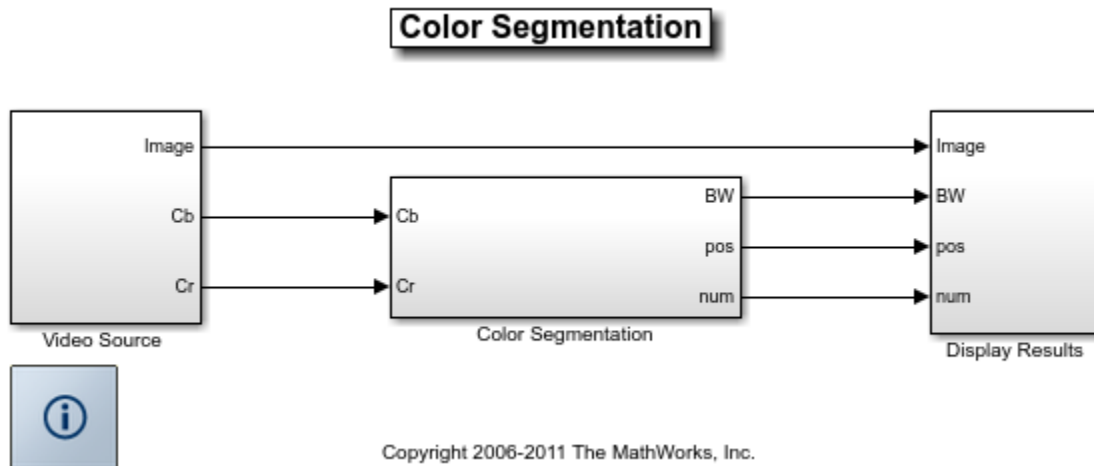 Color Segmentation
Image
Cb
Cr
Video Source
Cb
Cr
BW
pos
num
Color Segmentation
Image
BW
pos
num
Display Results
i
Copyright 2006-2011 The MathWorks, Inc.